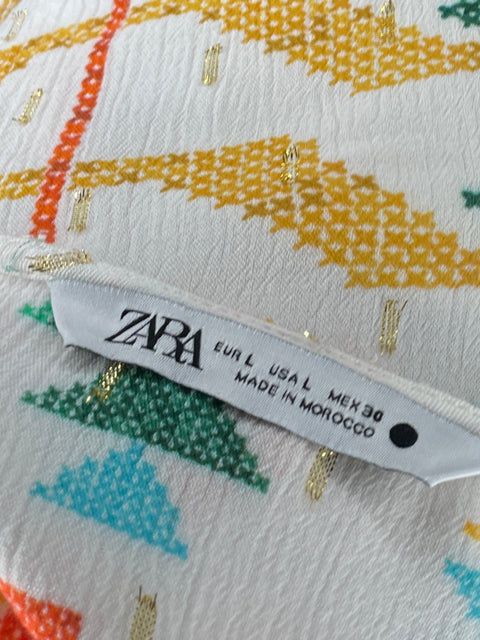 ZARA
EUR L USA L MEX 30
MADE IN MOROCCO